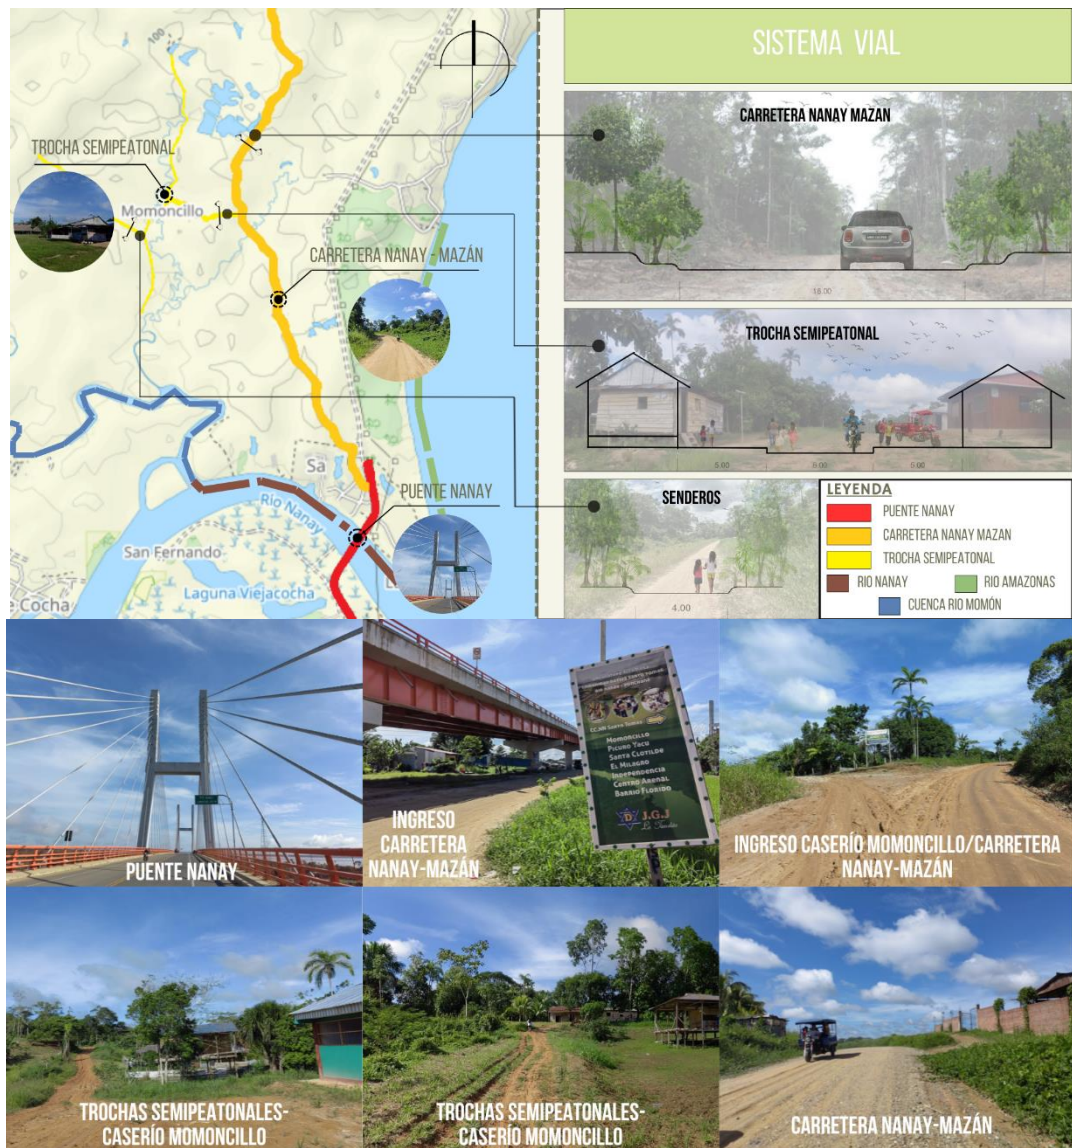 SISTEMA VIAL
100
TROCHA SEMIPEATONAL
Momoncillo
CARRETERA NANAY - MAZÁN
Sa
PUENTE NANAY
Río Nanay
San Fernando
Laguna Viejacocha
e Cocha
CARRETERA NANAY MAZAN
18.00
TROCHA SEMIPEATONAL
5.00
6.00
SENDEROS
4.00
LEYENDA
PUENTE NANAY
CARRETERA NANAY MAZAN
TROCHA SEMIPEATONAL
RIO NANAY
RIO AMAZONAS
CUENCA RIO MOMÓN
PUENTE NANAY
Momoncillo
Picuro Yacu
Santa Clotilde
El Milagro
Independencia
Centro Arenal
Barrio Florido
J.G.J
INGRESO
CARRETERA
NANAY-MAZÁN
INGRESO CASERÍO MOMONCILLO/CARRETERA
NANAY-MAZÁN
TROCHAS SEMIPEATONALES-
CASERÍO MOMONCILLO
TROCHAS SEMIPEATONALES-
CASERÍO MOMONCILLO
CARRETERA NANAY-MAZÁN